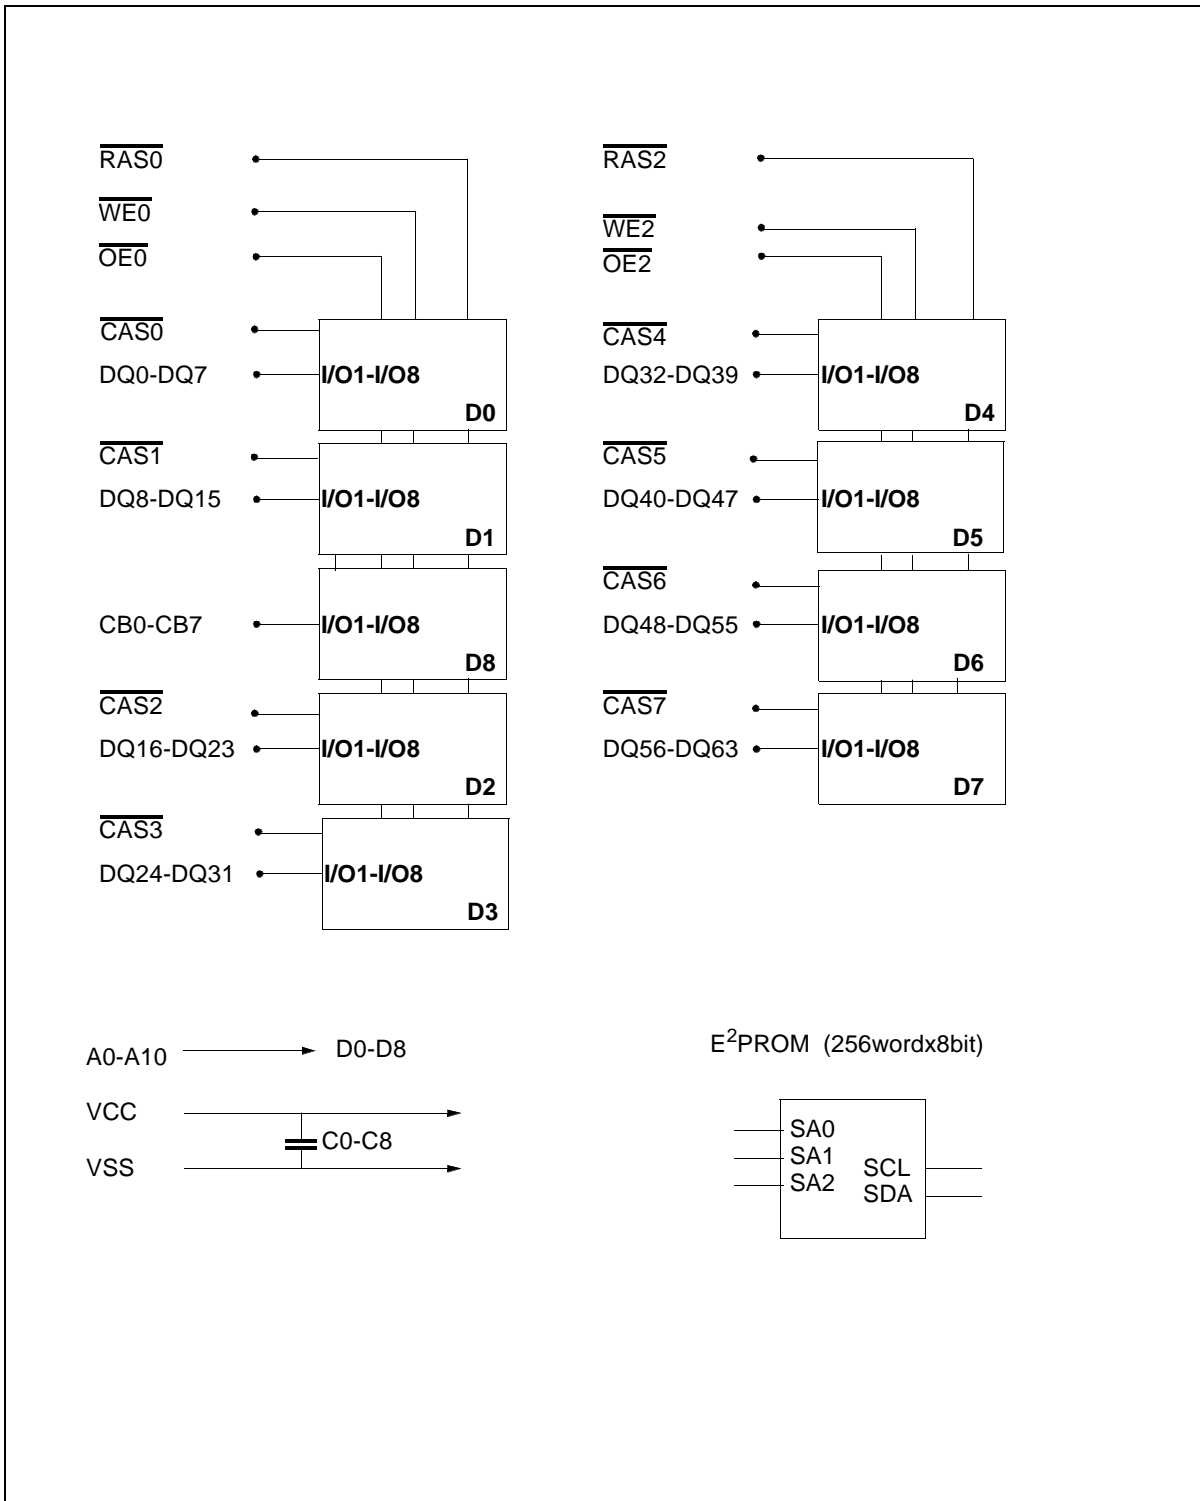 RAS0
WE0
OE0
CAS0
DQ0-DQ7
I/O1-I/O8
D0
CAS1
DQ8-DQ15
I/O1-I/O8
D1
CB0-CB7
I/O1-I/O8
D8
CAS2
DQ16-DQ23
I/O1-I/O8
D2
CAS3
DQ24-DQ31
I/O1-I/O8
D3
RAS2
WE2
OE2
CAS4
DQ32-DQ39
I/O1-I/O8
D4
CAS5
DQ40-DQ47
I/O1-I/O8
D5
CAS6
DQ48-DQ55
I/O1-I/O8
D6
CAS7
DQ56-DQ63
I/O1-I/O8
D7
A0-A10
D0-D8
VCC
C0-C8
VSS
E²PROM (256wordx8bit)
SA0
SA1
SA2
SCL
SDA